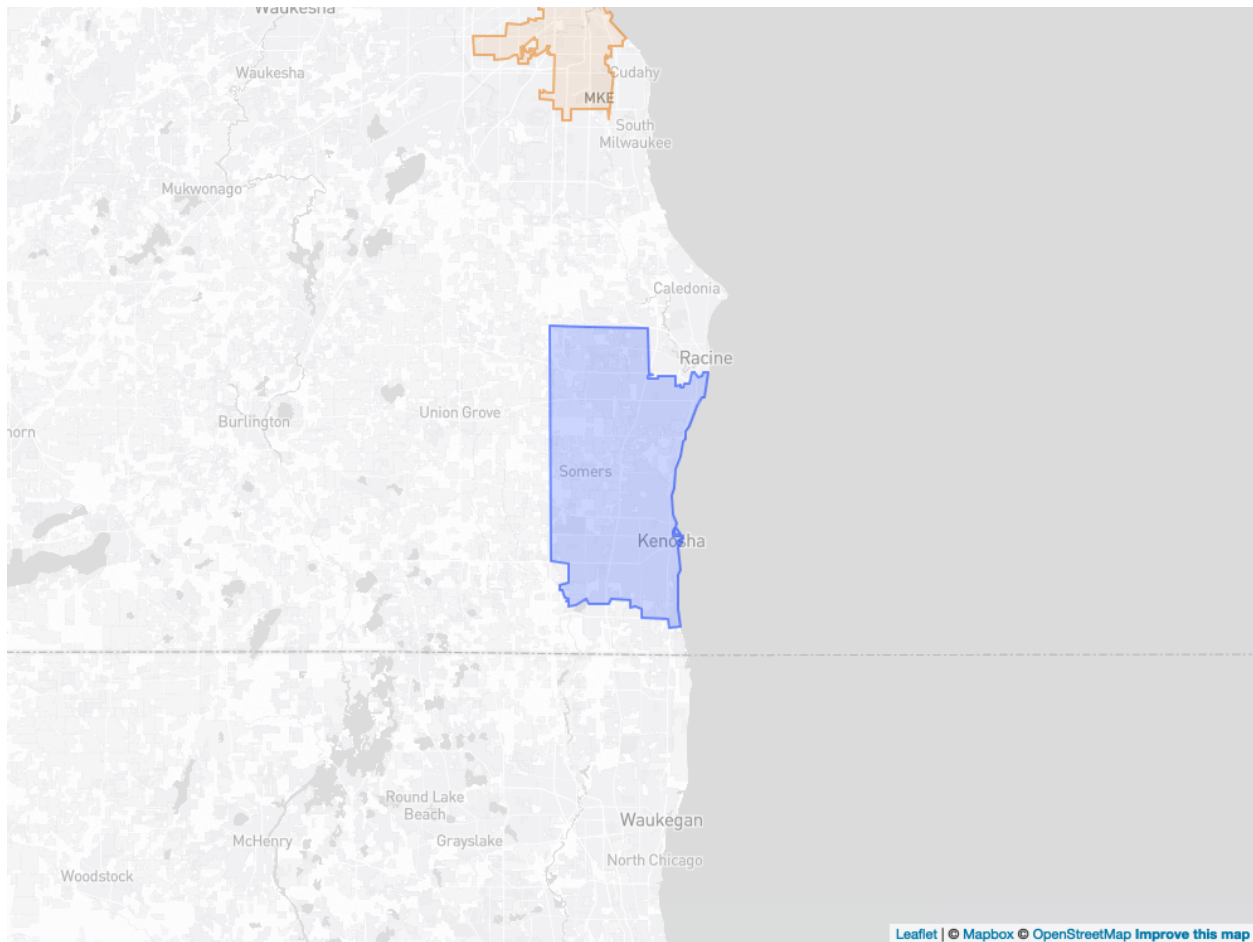 Waukesha
Waukesha
Cudahy
MKE
South
Milwaukee
Mukwonago
Caledonia
Racine
Union Grove
Burlington
horn
Somers
Kenosha
Round Lake
Beach
Waukegan
McHenry
Grayslake
North Chicago
Woodstock
Leaflet | © Mapbox © OpenStreetMap Improve this map